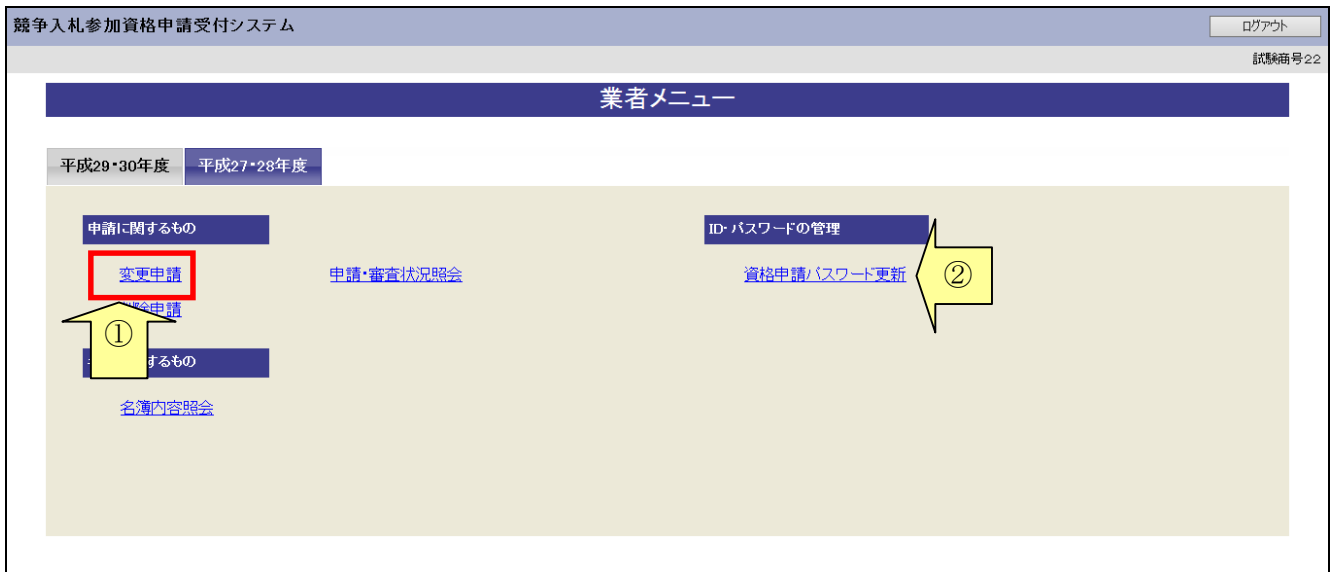 競争入札参加資格申請受付システム
ログアウト
試験商号22
業者メニュー
平成29・30年度
平成27・28年度
申請に関するもの
ID・パスワードの管理
変更申請
申請・審査状況照会
資格申請パスワード更新
②
除申請
①
するもの
名簿内容照会